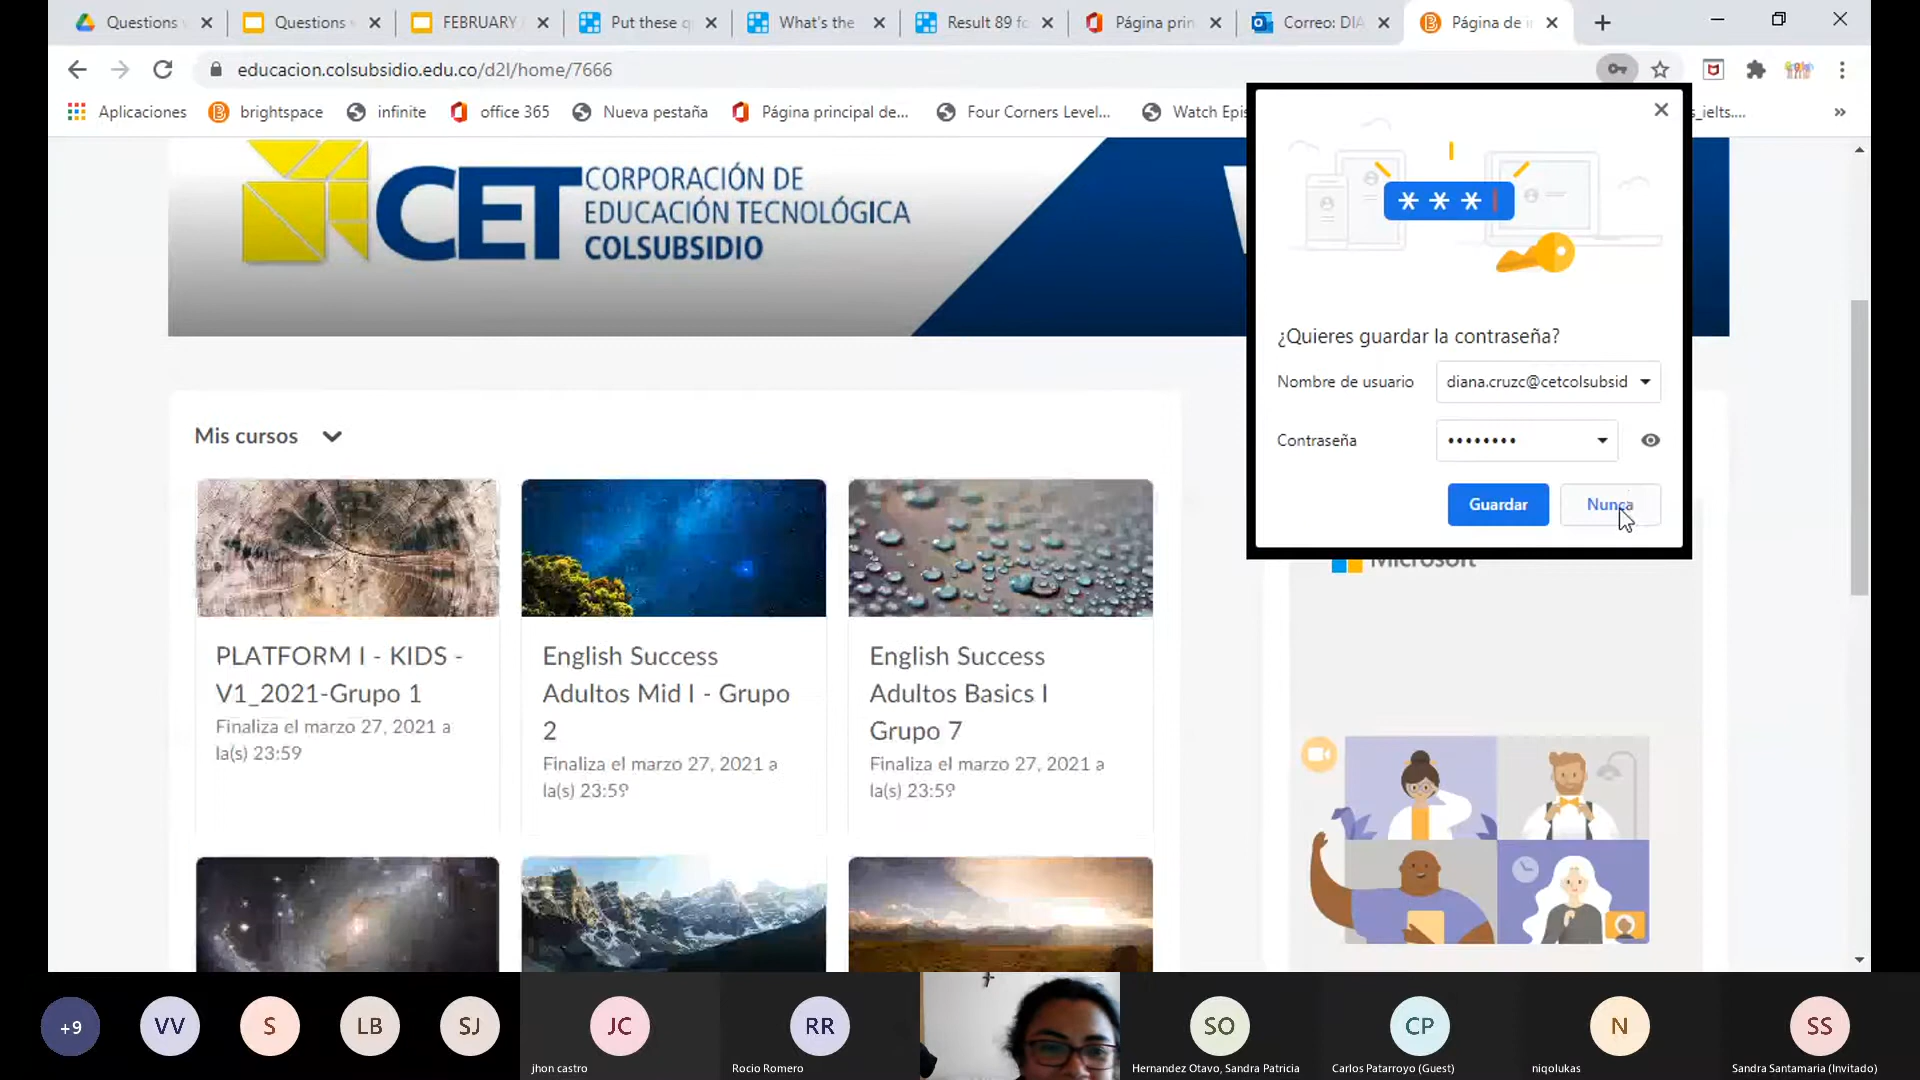 Questions
Questions
FEBRUARY
Put these q
What's the
Result 89 fo
Página prin
Correo: DIA
Página de i
educacion.colsubsidio.edu.co/d2l/home/7666
Aplicaciones
brightspace
infinite
office 365
Nueva pestaña
Página principal de...
Four Corners Level...
Watch Epis
s_ielts....
»
CET
CORPORACIÓN DE
EDUCACIÓN TECNOLÓGICA
COLSUBSIDIO
* * *
¿Quieres guardar la contraseña?
Nombre de usuario
diana.cruzc@cetcolsubsid
Contraseña
••••••••
Guardar
Nunca
Microsoft
Mis cursos
PLATFORM I - KIDS -
V1_2021-Grupo 1
Finaliza el marzo 27, 2021 a
la(s) 23:59
English Success
Adultos Mid I - Grupo
2
Finaliza el marzo 27, 2021 a
la(s) 23:59
English Success
Adultos Basics I
Grupo 7
Finaliza el marzo 27, 2021 a
la(s) 23:59
+9
VV
S
LB
SJ
JC
jhon castro
RR
Rocio Romero
SO
Hernandez Otavo, Sandra Patricia
CP
Carlos Patarroyo (Guest)
N
niqolukas
SS
Sandra Santamaria (Invitado)